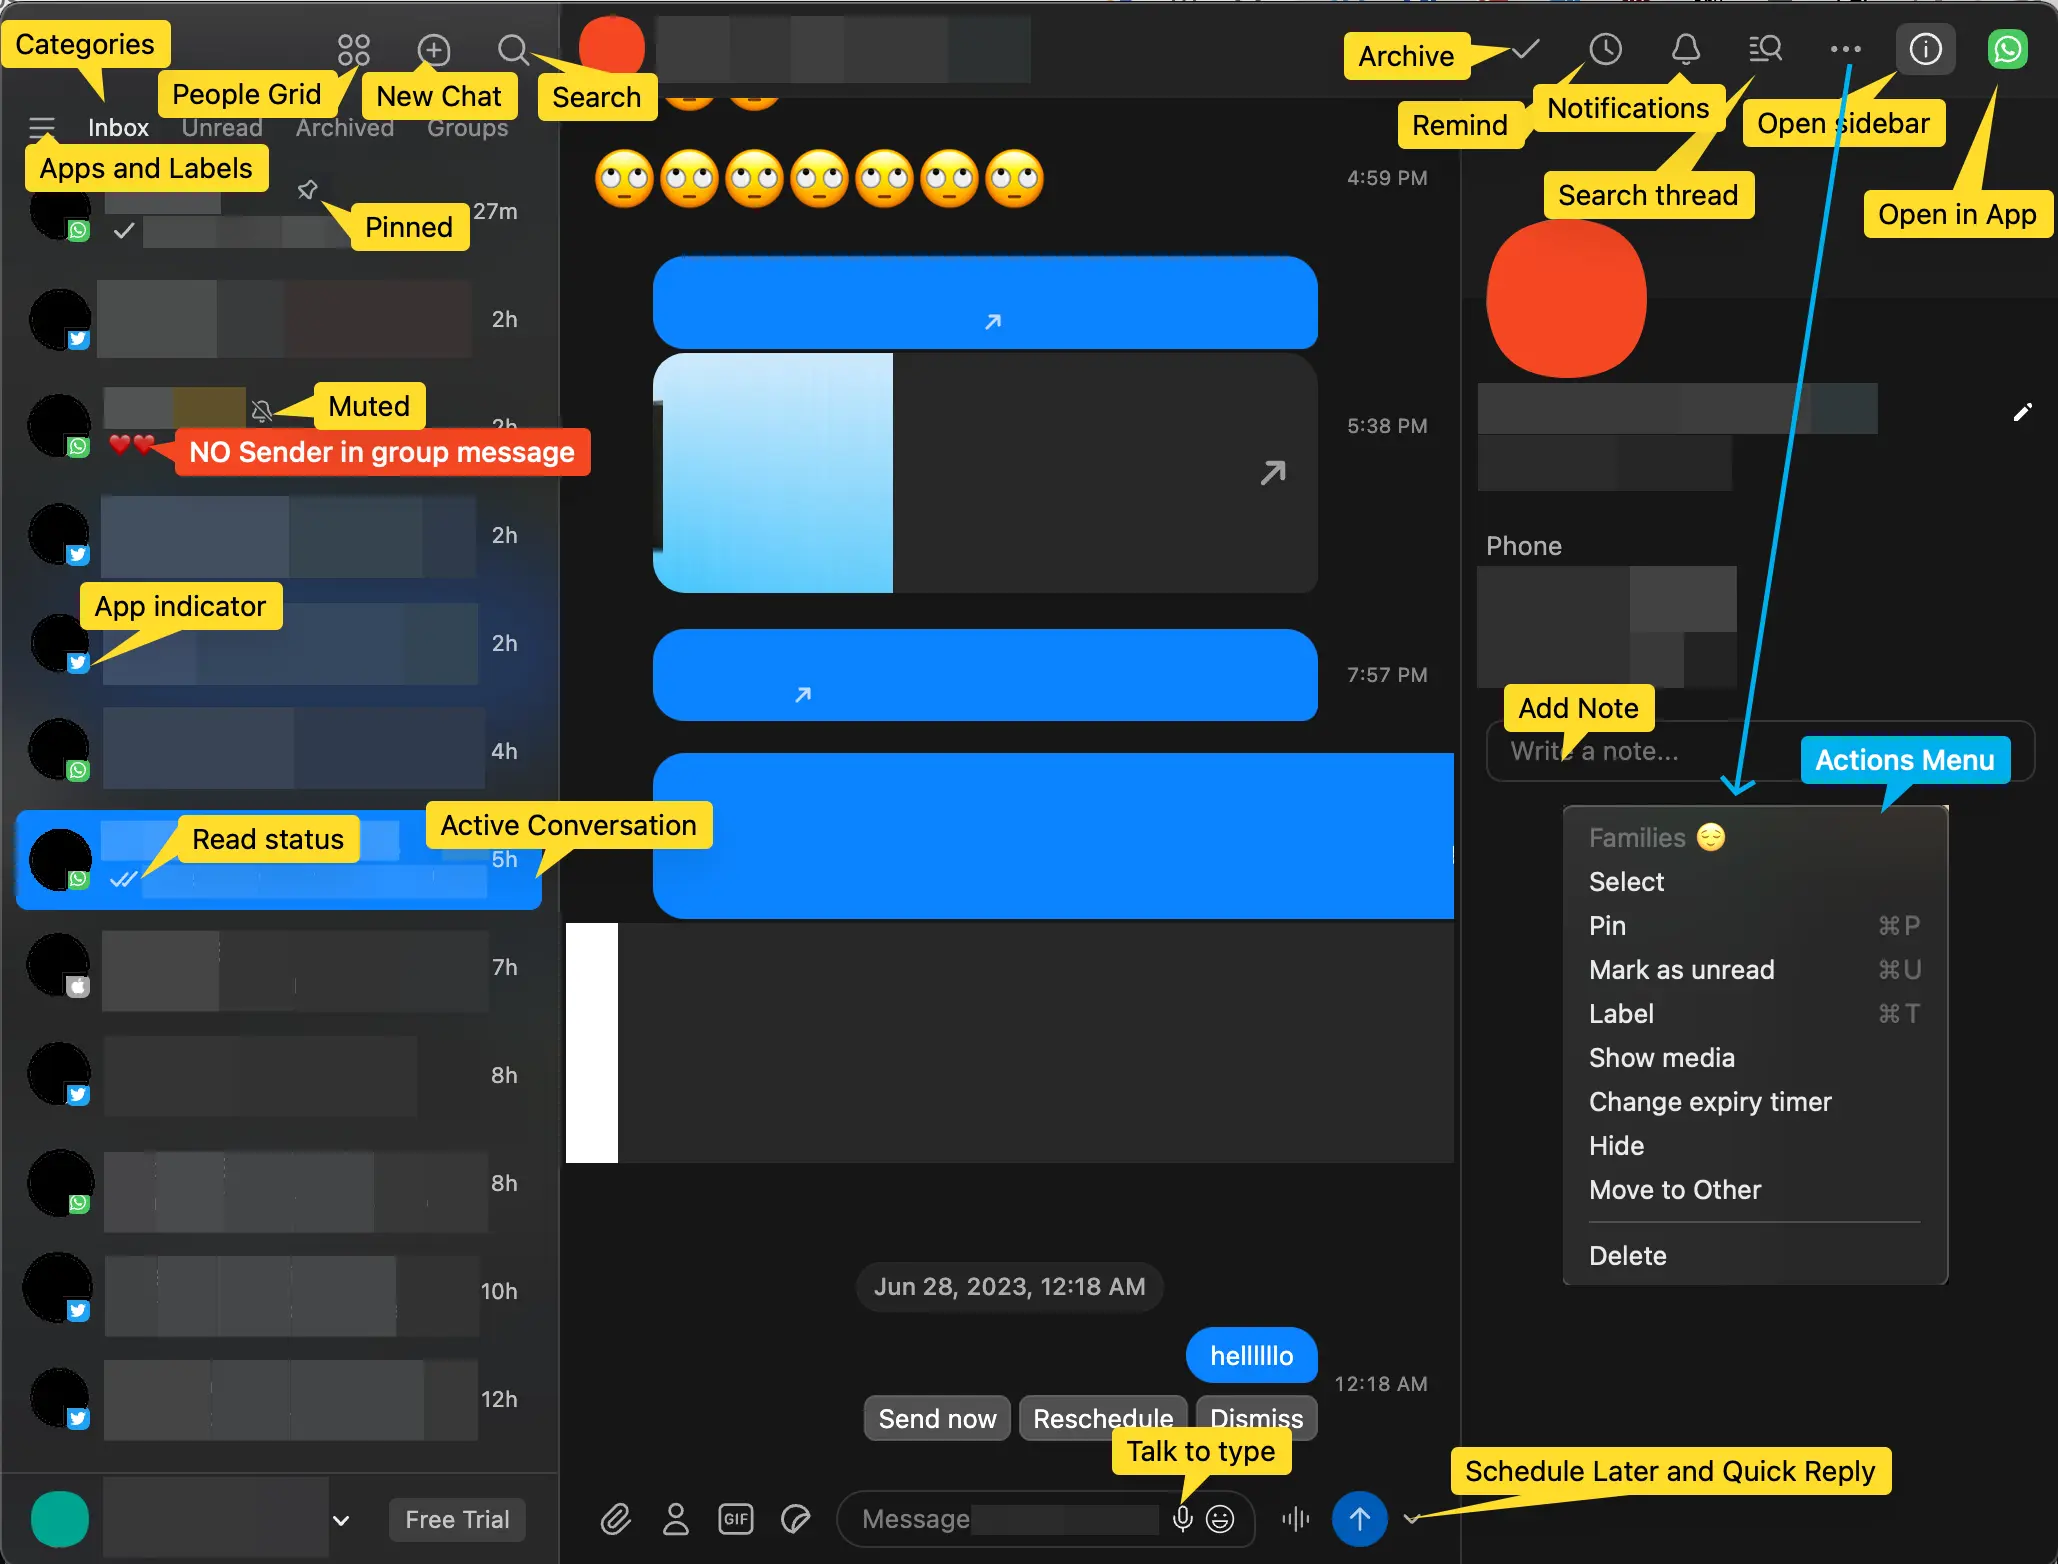 Categories
People Grid
New Chat
Search
Archive
Remind
Notifications
Search thread
Open sidebar
Open in App
Inbox
Unread
Archived
Groups
Apps and Labels
Pinned
27m
2h
Muted
2h
NO Sender in group message
2h
App indicator
2h
4h
Read status
Active Conversation
5h
7h
8h
8h
10h
12h
Free Trial
4:59 PM
5:38 PM
7:57 PM
Jun 28, 2023, 12:18 AM
helllllllo
12:18 AM
Send now
Reschedule
Dismiss
Talk to type
GIF
Message
Schedule Later and Quick Reply
Phone
Add Note
Write a note...
Actions Menu
Families 😌
Select
Pin ⌘ P
Mark as unread ⌘ U
Label ⌘ T
Show media
Change expiry timer
Hide
Move to Other
Delete